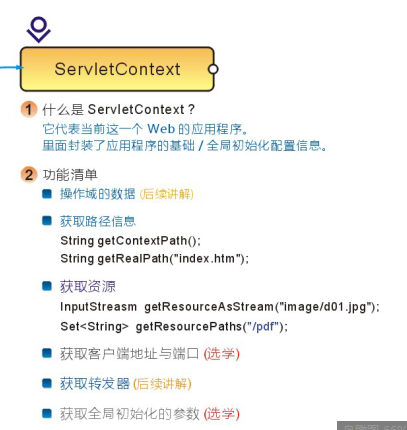 ServletContext
1 什么是 ServletContext ?
它代表当前这一个 Web 的应用程序。
里面封装了应用程序的基础 / 全局初始化配置信息。
2 功能清单
操作域的数据 (后续讲解)
获取路径信息
String getContextPath();
String getRealPath("index.htm");
获取资源
InputStreasm getResourceAsStream("image/d01.jpg");
Set<String> getResourcePaths("/pdf");
获取客户端地址与端口 (选学)
获取转发器 (后续讲解)
获取全局初始化的参数 (选学)